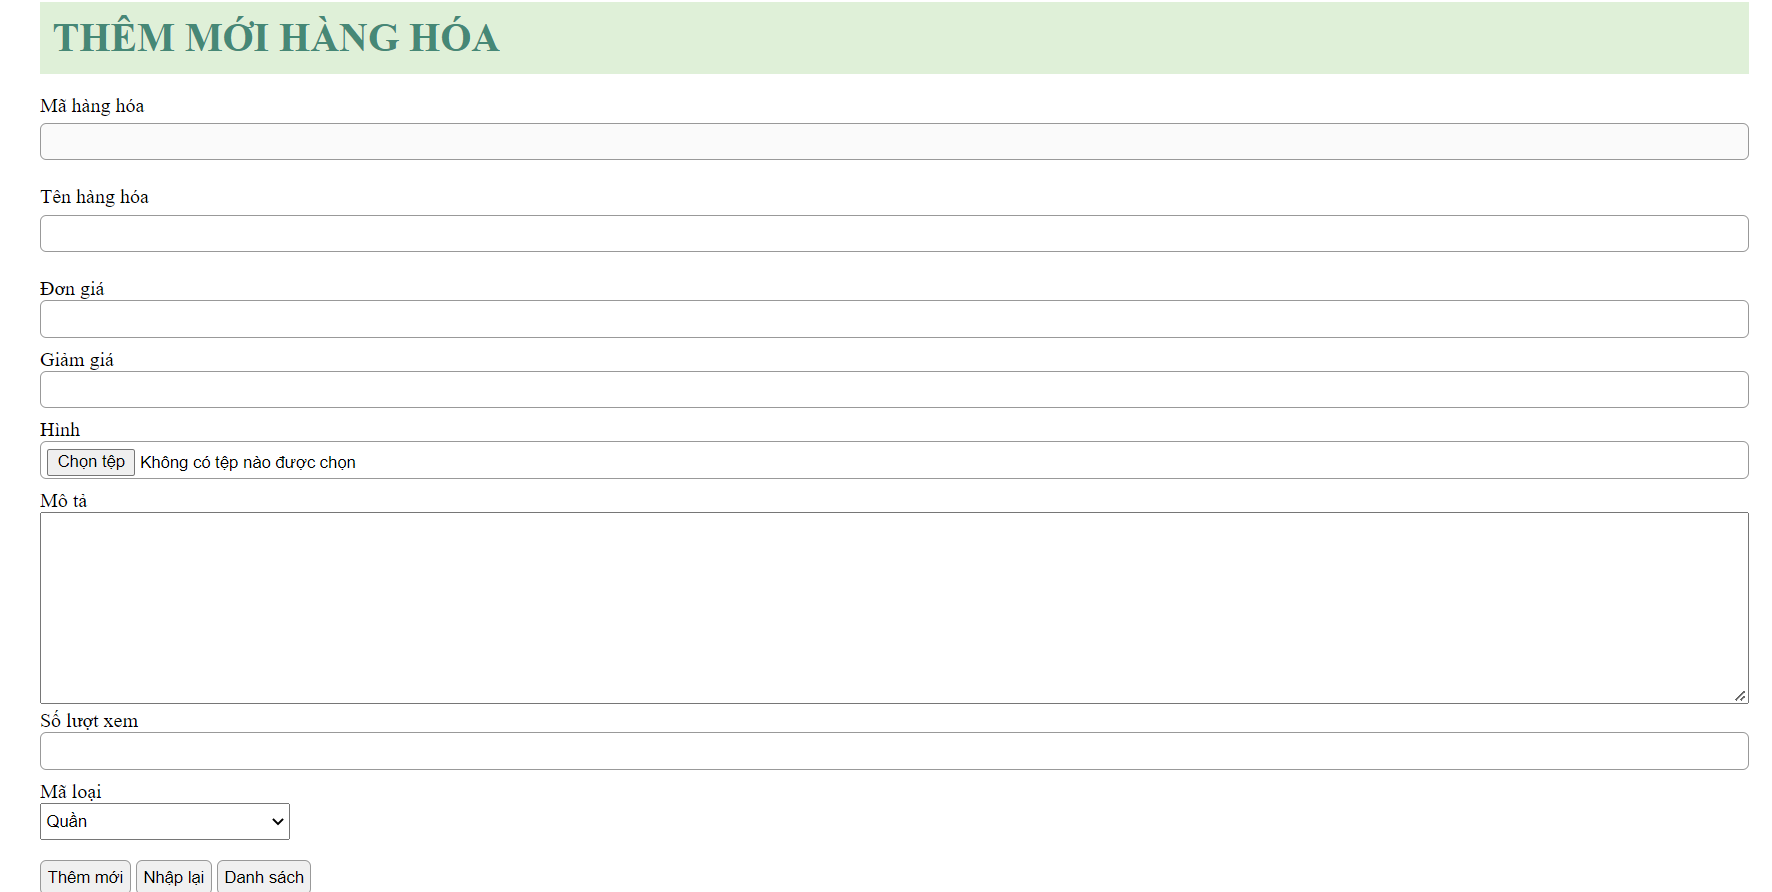 THÊM MỚI HÀNG HÓA
Mã hàng hóa
Tên hàng hóa
Đơn giá
Giảm giá
Hình
Chọn tệp Không có tệp nào được chọn
Mô tả
Số lượt xem
Mã loại
Quần
Thêm mới Nhập lại Danh sách